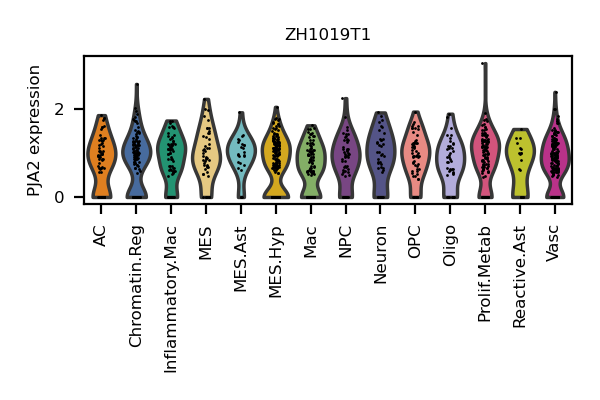 ZH1019T1
PJA2 expression
2
0
AC
Chromatin.Reg
Inflammatory.Mac
MES
MES.Ast
MES.Hyp
Mac
NPC
Neuron
OPC
Oligo
Prolif.Metab
Reactive.Ast
Vasc